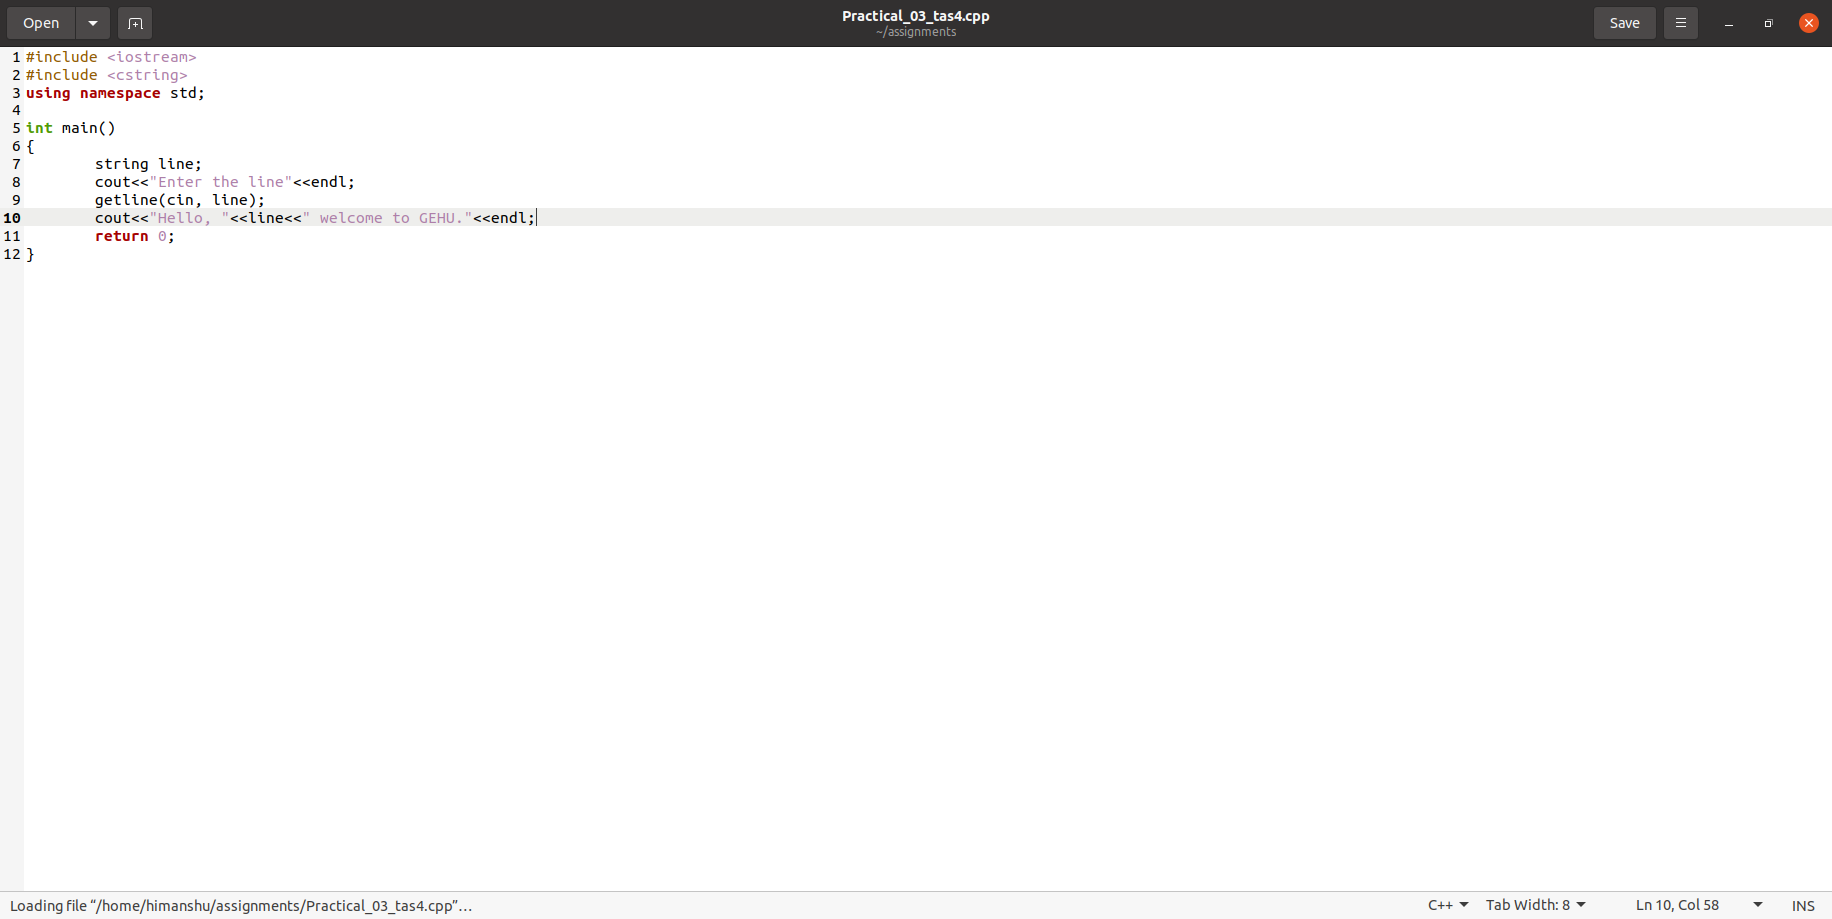 Open
Practical_03_tas4.cpp
~/assignments
Save
1 #include <iostream>
2 #include <cstring>
3 using namespace std;
4
5 int main()
6 {
7         string line;
8         cout<<"Enter the line"<<endl;
9         getline(cin, line);
10         cout<<"Hello, "<<line<<" welcome to GEHU."<<endl;
11         return 0;
12 }
Loading file “/home/himanshu/assignments/Practical_03_tas4.cpp”…
C++
Tab Width: 8
Ln 10, Col 58
INS